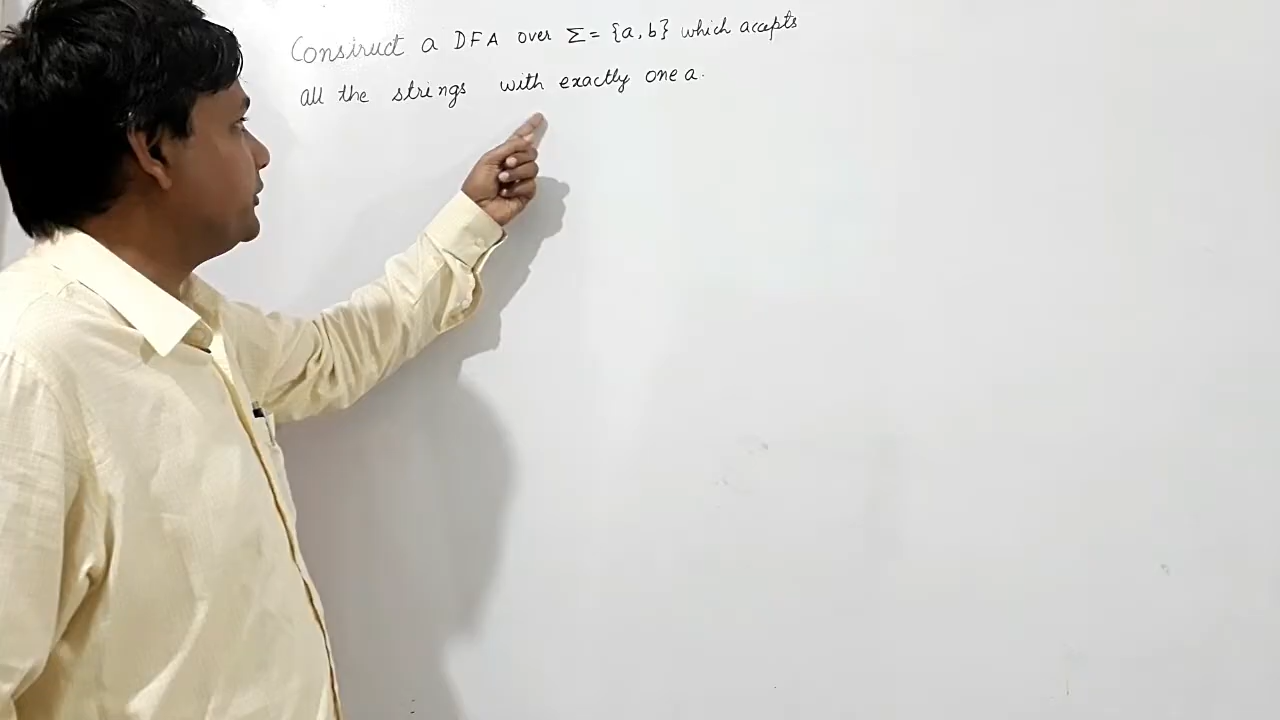 Construct a DFA over Σ = {a, b} which accepts
all the strings with exactly one a.